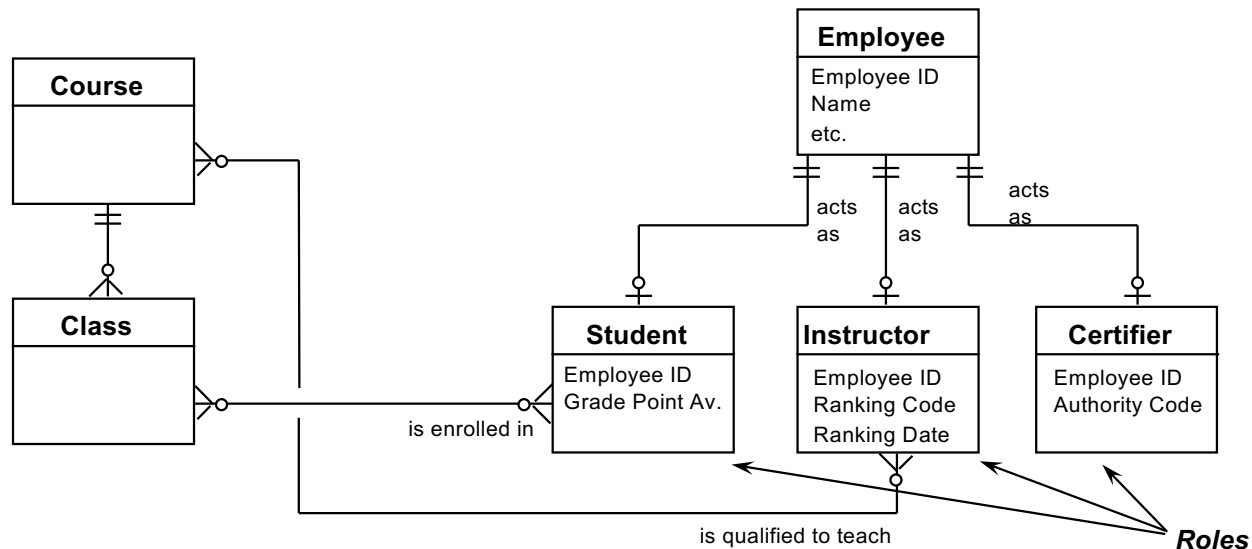 Employee
Employee ID
Name
etc.
Course
acts
as
acts
as
acts
as
Class
Student
Employee ID
Grade Point Av.
Instructor
Employee ID
Ranking Code
Ranking Date
Certifier
Employee ID
Authority Code
is enrolled in
is qualified to teach
Roles